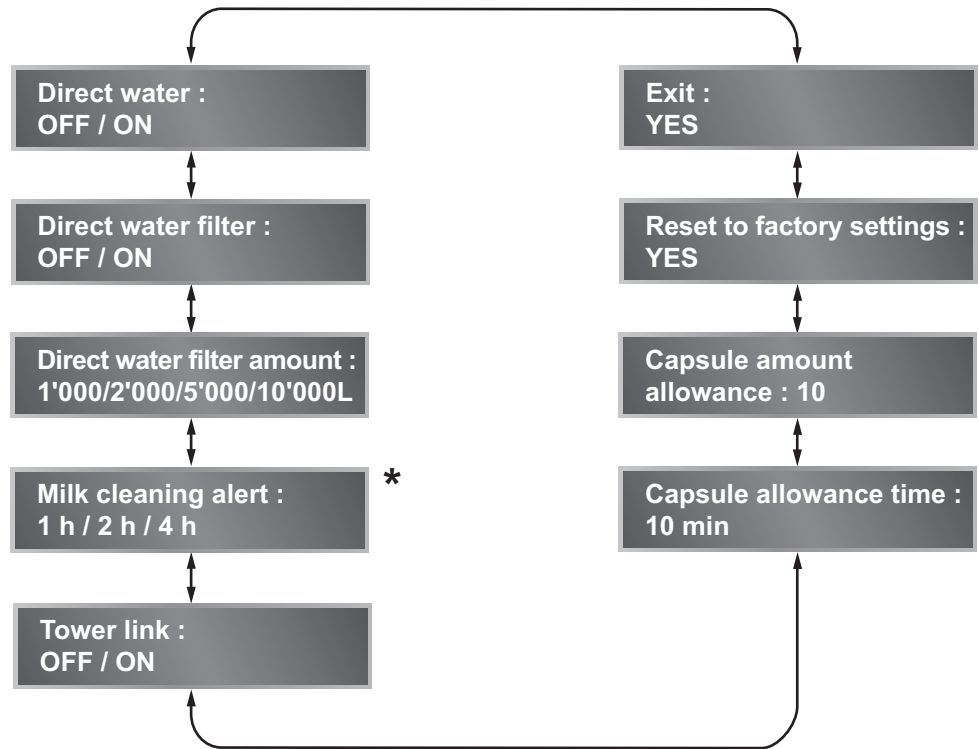 Direct water :
OFF / ON
Direct water filter :
OFF / ON
Direct water filter amount :
1'000/2'000/5'000/10'000L
Milk cleaning alert :
1 h / 2 h / 4 h
*
Tower link :
OFF / ON
Exit :
YES
Reset to factory settings :
YES
Capsule amount
allowance : 10
Capsule allowance time :
10 min